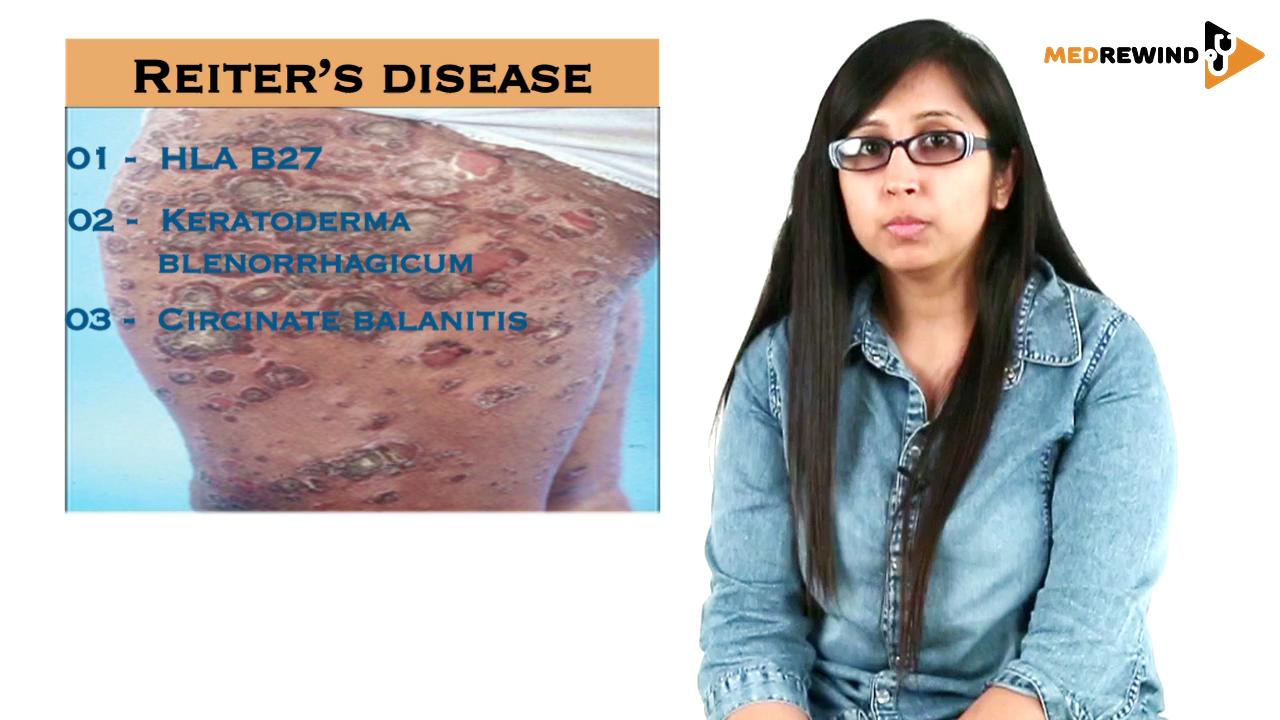 REITER'S DISEASE
01 - HLA B27
02 - KERATODERMA
BLENORRHAGICUM
03 - CIRCINATE BALANITIS
MEDREWIND